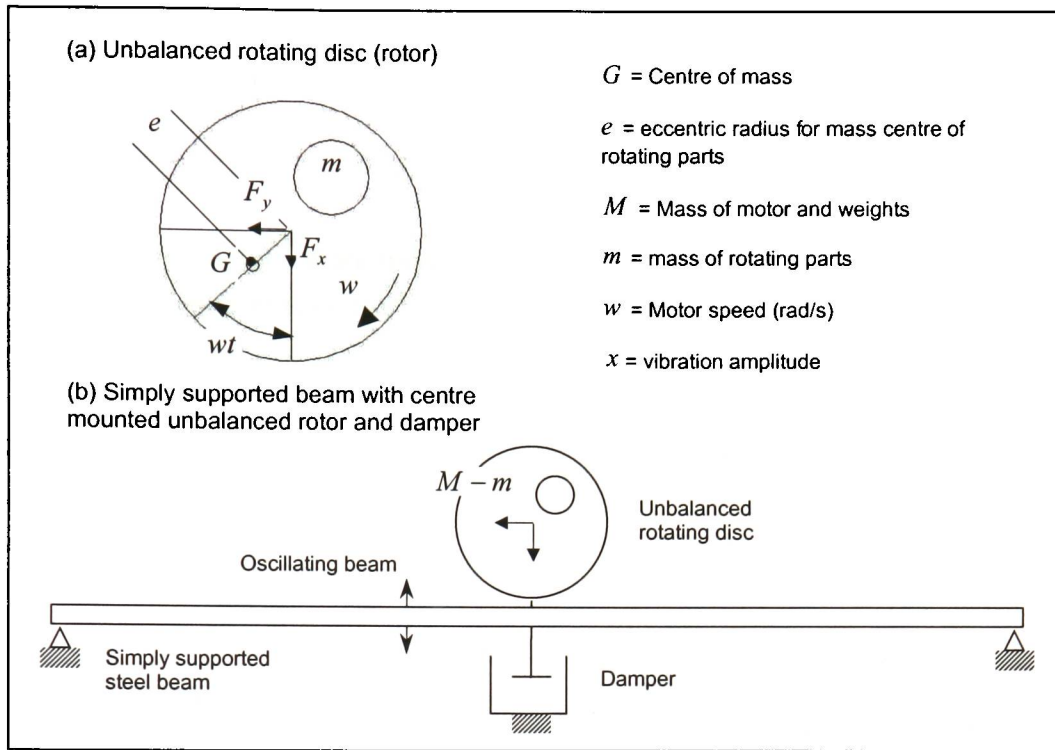 (a) Unbalanced rotating disc (rotor)
e
m
F_y
G
F_x
w
wt
G = Centre of mass
e = eccentric radius for mass centre of
rotating parts
M = Mass of motor and weights
m = mass of rotating parts
w = Motor speed (rad/s)
x = vibration amplitude
(b) Simply supported beam with centre
mounted unbalanced rotor and damper
M − m
Unbalanced
rotating disc
Oscillating beam
Simply supported
steel beam
Damper